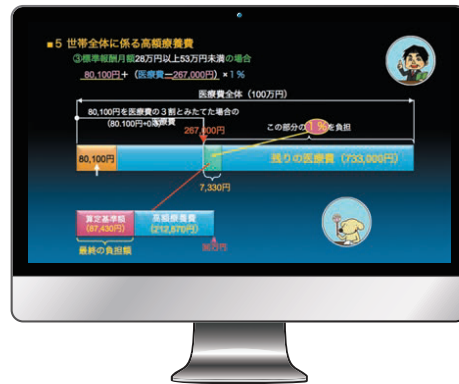 ■5 世帯全体に係る高額療養費
③標準報酬月額28万円以上53万円未満の場合
80,100円+（医療費－267,000円）×1％
医療費全体（100万円）
80,100円を医療費の3割とみたてた場合の
267,000円
この部分の1％を負担
80,100円
残りの医療費（733,000円）
7,330円
算定基準額
（87,430円）
高額療養費
（212,570円）
最終の負担額